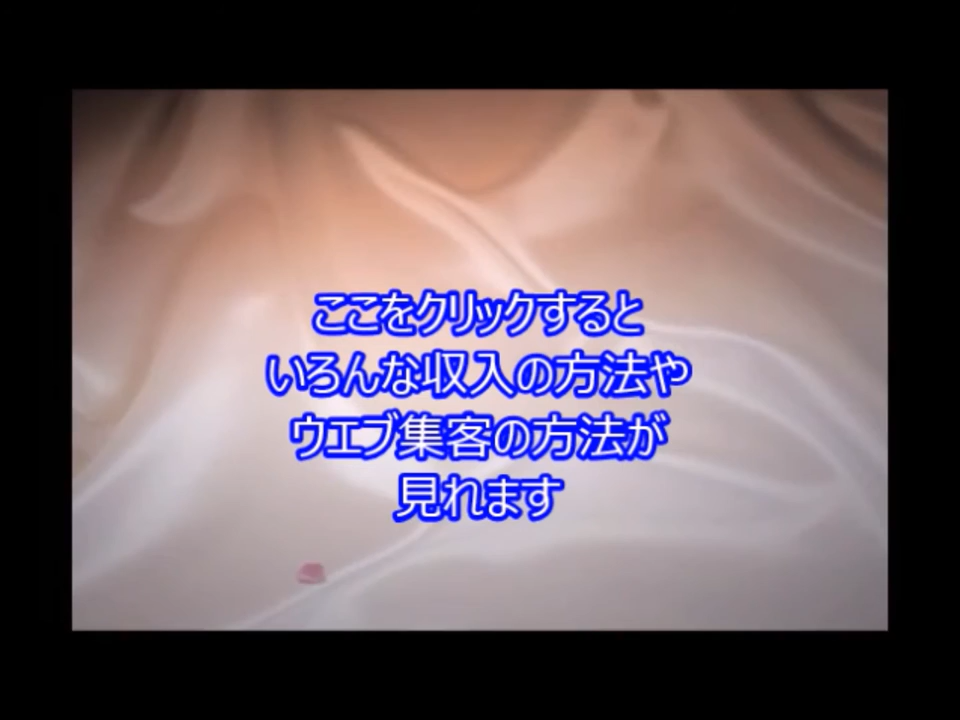 ここをクリックすると
いろんな収入の方法や
ウエブ集客の方法が
見れます